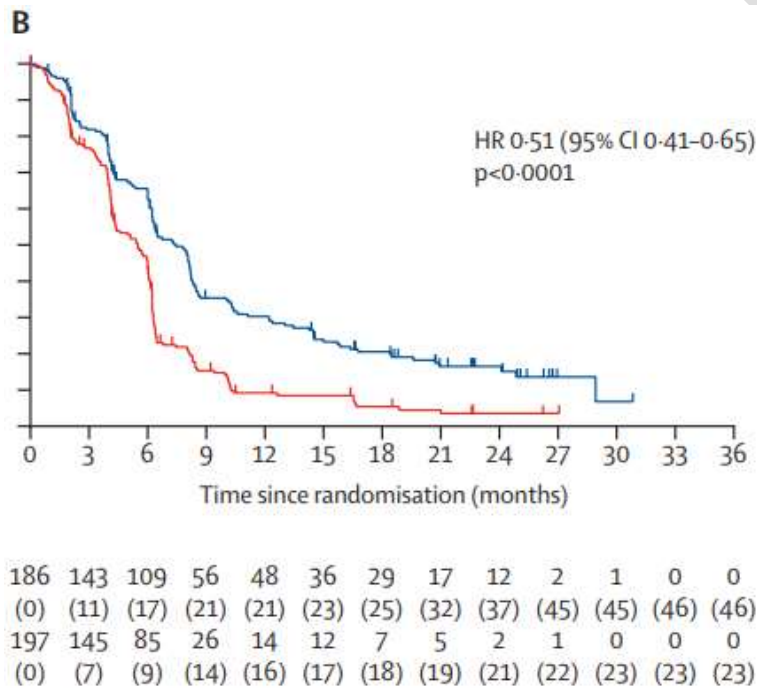 B
HR 0·51 (95% CI 0·41–0·65)
p<0·0001
0 3 6 9 12 15 18 21 24 27 30 33 36
Time since randomisation (months)
186 143 109 56 48 36 29 17 12 2 1 0 0
(0) (11) (17) (21) (21) (23) (25) (32) (37) (45) (45) (46) (46)
197 145 85 26 14 12 7 5 2 1 0 0 0
(0) (7) (9) (14) (16) (17) (18) (19) (21) (22) (23) (23) (23)